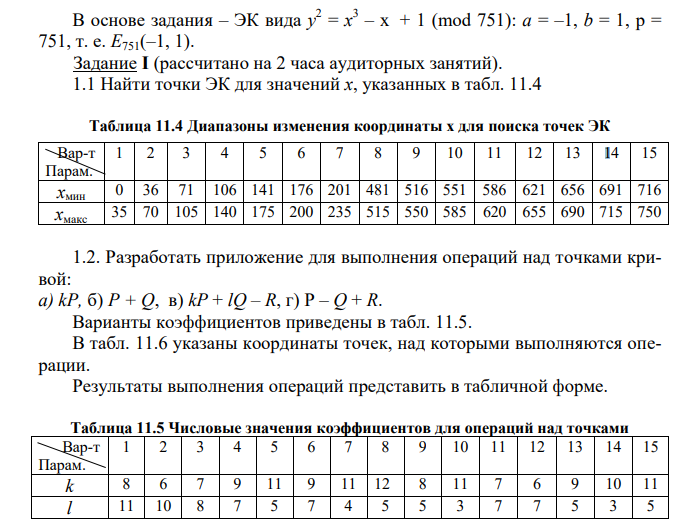 В основе задания – ЭК вида y² = x³ – x + 1 (mod 751): a = –1, b = 1, p =
751, т. е. E₇₅₁(–1, 1).
Задание I (рассчитано на 2 часа аудиторных занятий).
1.1 Найти точки ЭК для значений x, указанных в табл. 11.4
Таблица 11.4 Диапазоны изменения координаты x для поиска точек ЭК
Вар-т 1 2 3 4 5 6 7 8 9 10 11 12 13 14 15
Парам.
xмин 0 36 71 106 141 176 201 481 516 551 586 621 656 691 716
xмакс 35 70 105 140 175 200 235 515 550 585 620 655 690 715 750
1.2. Разработать приложение для выполнения операций над точками кри-
вой:
а) kP, б) P + Q, в) kP + lQ – R, г) P – Q + R.
Варианты коэффициентов приведены в табл. 11.5.
В табл. 11.6 указаны координаты точек, над которыми выполняются опе-
рации.
Результаты выполнения операций представить в табличной форме.
Таблица 11.5 Числовые значения коэффициентов для операций над точками
Вар-т 1 2 3 4 5 6 7 8 9 10 11 12 13 14 15
Парам.
k 8 6 7 9 11 9 11 12 8 11 7 6 9 10 11
l 11 10 8 7 5 7 4 5 5 3 7 7 5 3 5